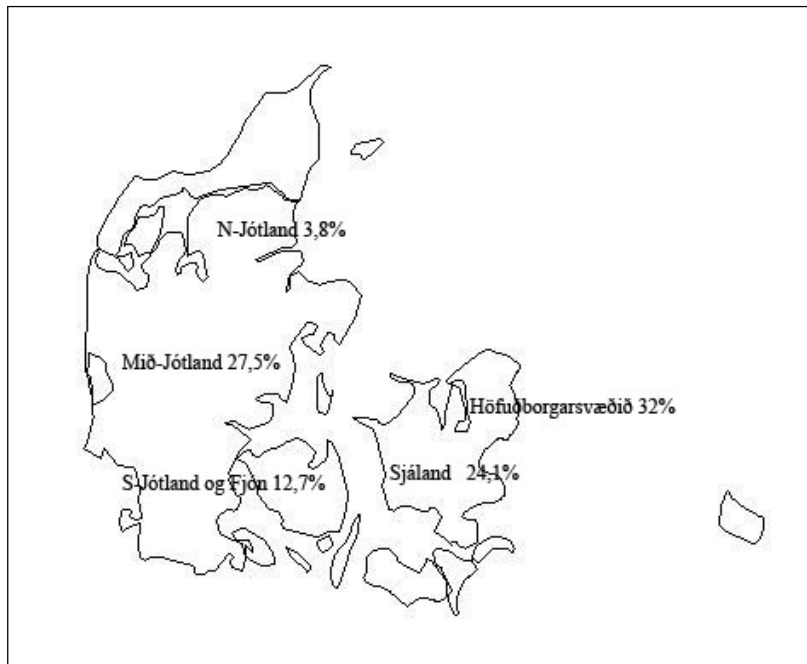 N-Jótland 3,8%
Mið-Jótland 27,5%
Höfuðborgarsvæðið 32%
S-Jótland og Fjón 12,7%
Sjáland 24,1%